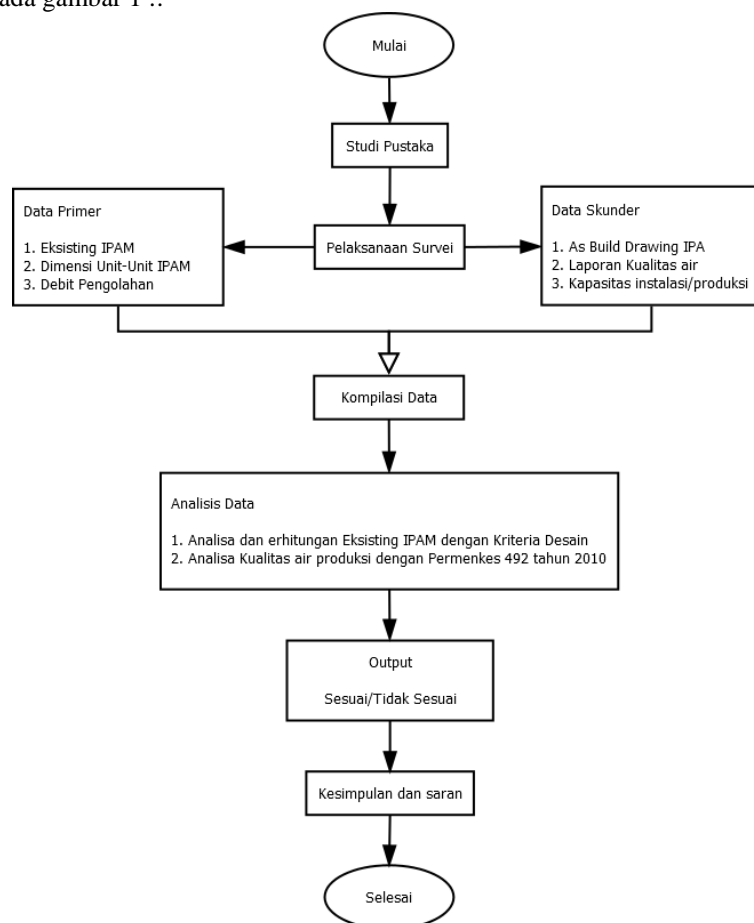 ada gambar 1 ..
Mulai
Studi Pustaka
Pelaksanaan Survei
Data Primer
1. Eksisting IPAM
2. Dimensi Unit-Unit IPAM
3. Debit Pengolahan
Data Skunder
1. As Build Drawing IPA
2. Laporan Kualitas air
3. Kapasitas instalasi/produksi
Kompilasi Data
Analisis Data
1. Analisa dan erhitungan Eksisting IPAM dengan Kriteria Desain
2. Analisa Kualitas air produksi dengan Permenkes 492 tahun 2010
Output
Sesuai/Tidak Sesuai
Kesimpulan dan saran
Selesai